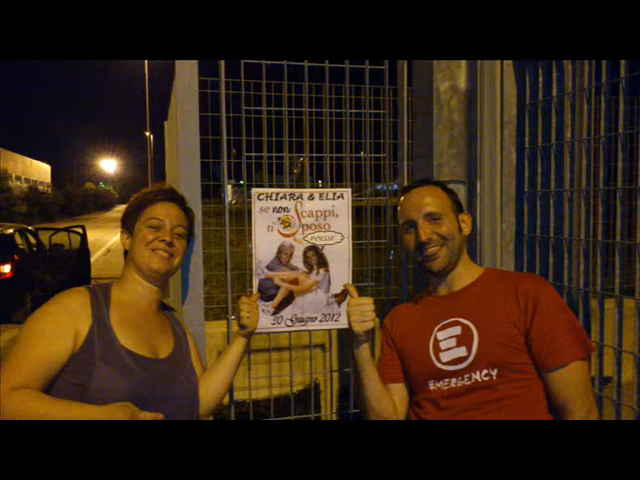 CHIARA & ELIA
se non Scappi,
ti Sposo
FORSE
30 Giugno 2012
E
EMERGENCY